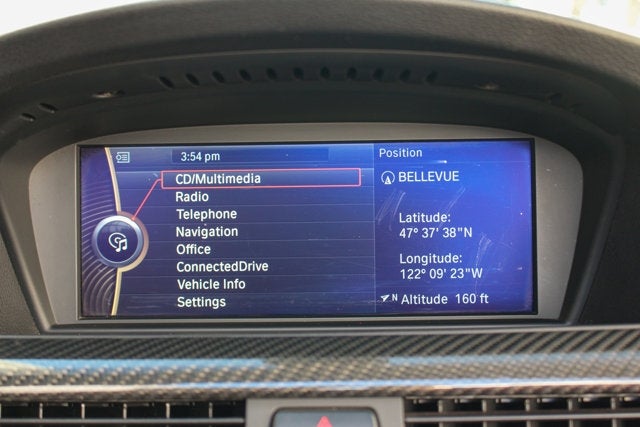 3:54 pm
CD/Multimedia
Radio
Telephone
Navigation
Office
ConnectedDrive
Vehicle Info
Settings
Position
BELLEVUE
Latitude:
47° 37' 38"N
Longitude:
122° 09' 23"W
N Altitude 160 ft